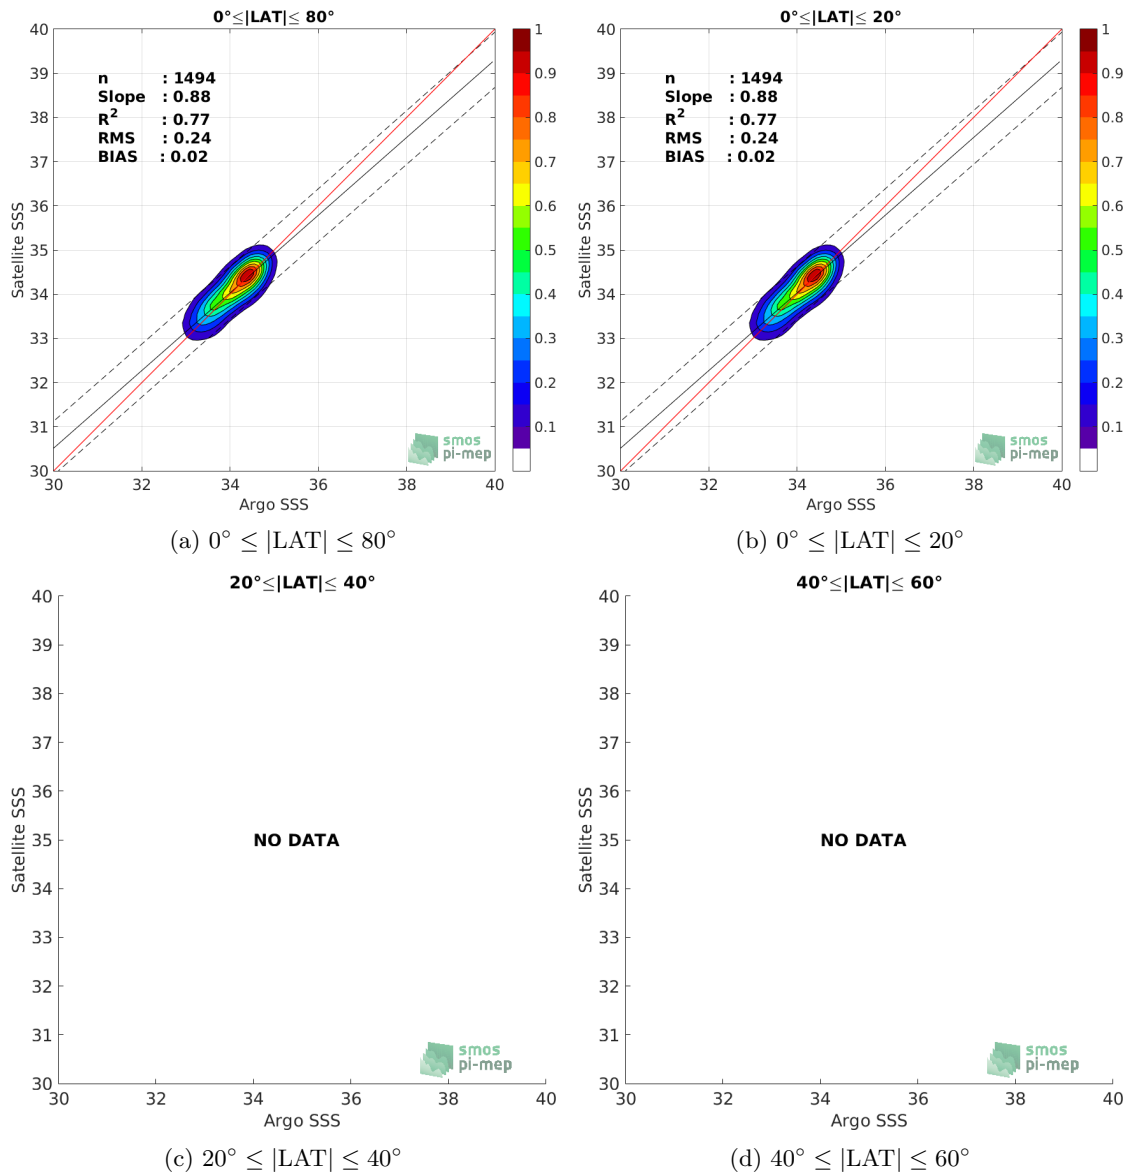 0°≤|LAT|≤ 80°
40
39
38
37
36
35
34
33
32
31
30
Satellite SSS
n : 1494
Slope : 0.88
R2 : 0.77
RMS : 0.24
BIAS : 0.02
smos
pi-mep
30 32 34 36 38 40
Argo SSS
1
0.9
0.8
0.7
0.6
0.5
0.4
0.3
0.2
0.1
(a) 0° ≤ |LAT| ≤ 80°
0°≤|LAT|≤ 20°
40
39
38
37
36
35
34
33
32
31
30
Satellite SSS
n : 1494
Slope : 0.88
R2 : 0.77
RMS : 0.24
BIAS : 0.02
smos
pi-mep
30 32 34 36 38 40
Argo SSS
1
0.9
0.8
0.7
0.6
0.5
0.4
0.3
0.2
0.1
(b) 0° ≤ |LAT| ≤ 20°
20°≤|LAT|≤ 40°
40
39
38
37
36
35
34
33
32
31
30
Satellite SSS
NO DATA
smos
pi-mep
30 32 34 36 38 40
Argo SSS
(c) 20° ≤ |LAT| ≤ 40°
40°≤|LAT|≤ 60°
40
39
38
37
36
35
34
33
32
31
30
Satellite SSS
NO DATA
smos
pi-mep
30 32 34 36 38 40
Argo SSS
(d) 40° ≤ |LAT| ≤ 60°